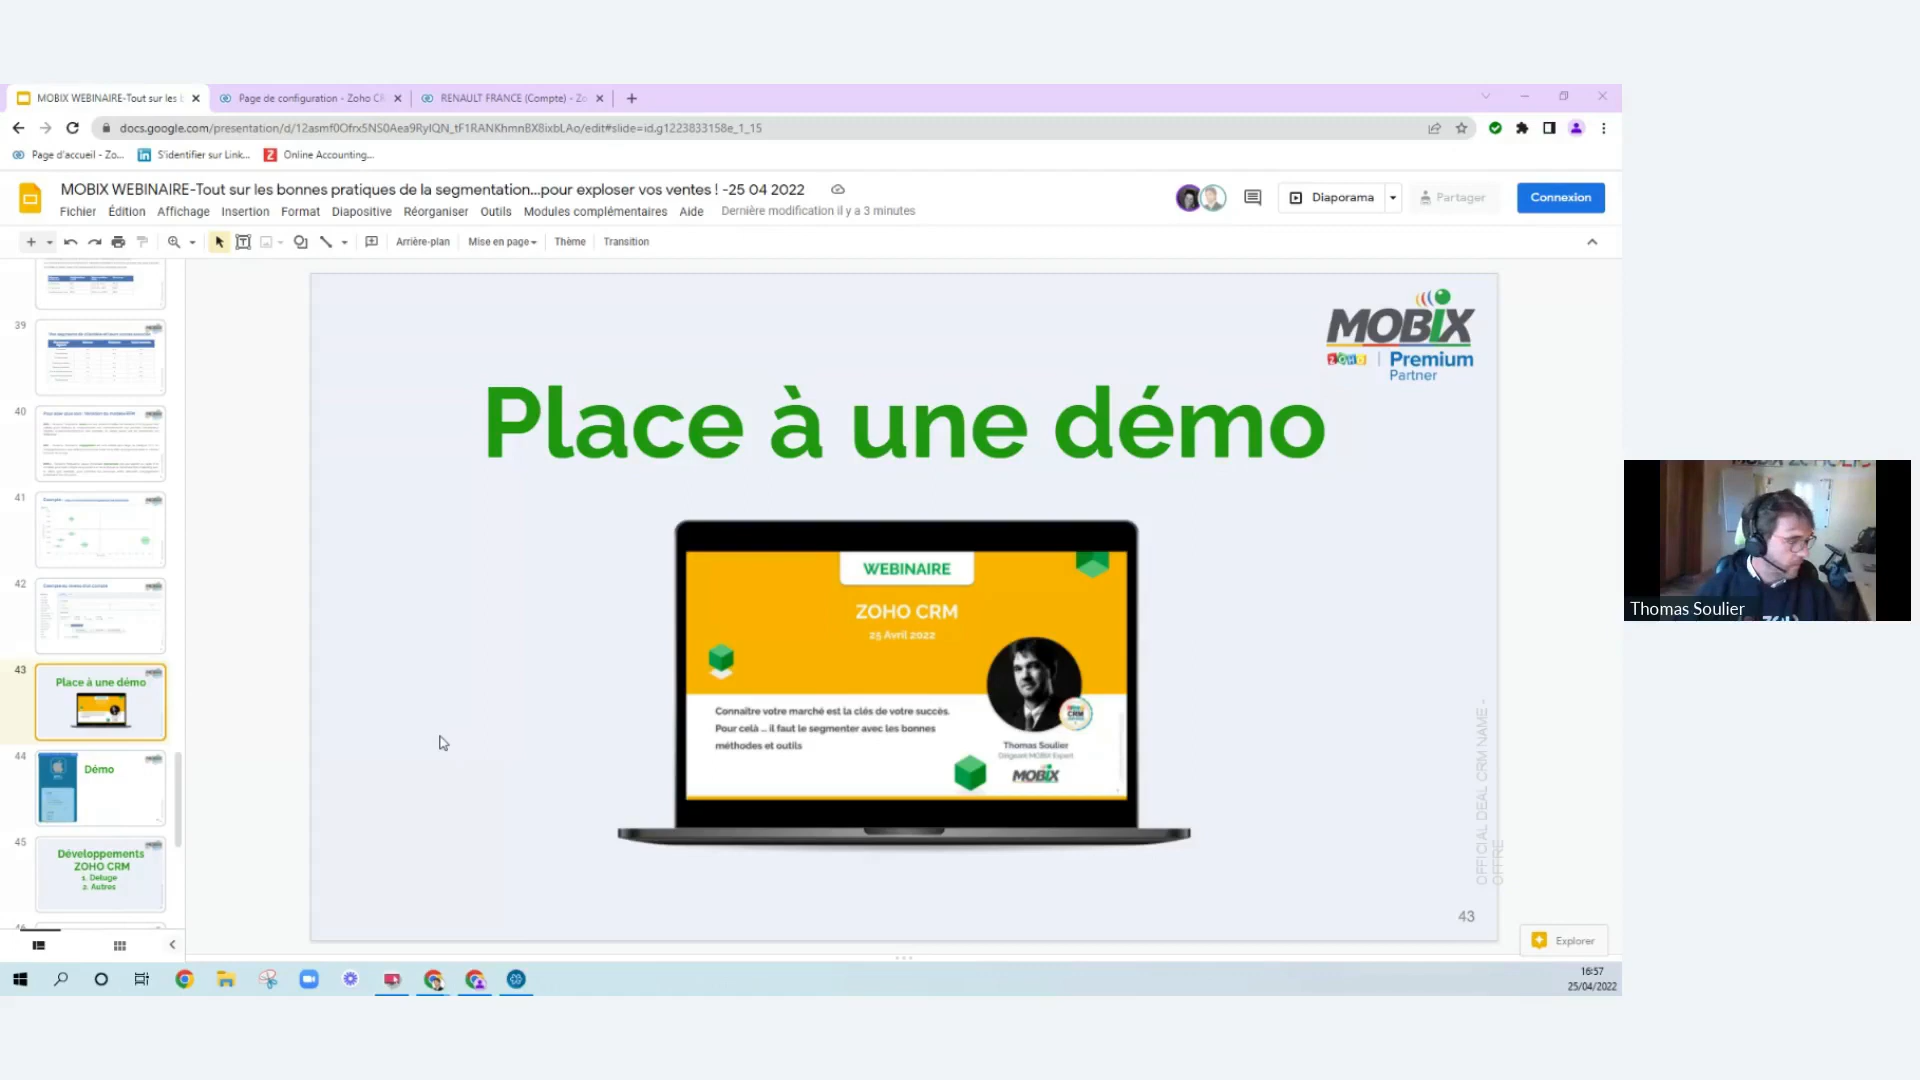 MOBIX WEBINAIRE-Tout sur les
Page de configuration - Zoho CR
RENAULT FRANCE (Compte) - Zo
docs.google.com/presentation/d/12asmf0Ofrx5NS0Aea9RyIQN_tF1RANKhmnBX8ixbLAo/edit#slide=id.g1223833158e_1_15
Page d'accueil - Zo...
S'identifier sur Link...
Online Accounting...
MOBIX WEBINAIRE-Tout sur les bonnes pratiques de la segmentation...pour exploser vos ventes ! -25 04 2022
Fichier Édition Affichage Insertion Format Diapositive Réorganiser Outils Modules complémentaires Aide
Dernière modification il y a 3 minutes
Diaporama
Partager
Connexion
Arrière-plan
Mise en page
Thème
Transition
39
40
41
42
43
Place à une démo
44
Démo
45
Développements
ZOHO CRM
1. Deluge
2. Autres
MOBIX
ZOHO | Premium
Partner
Place à une démo
WEBINAIRE
ZOHO CRM
25 Avril 2022
Connaître votre marché est la clés de votre succès.
Pour celà ... il faut le segmenter avec les bonnes
méthodes et outils
Thomas Soulier
Dirigeant MOBIX Expert
MOBIX
OFFICIAL DEAL CRM NAME -
OFFRE
43
Explorer
16:57
25/04/2022
Thomas Soulier